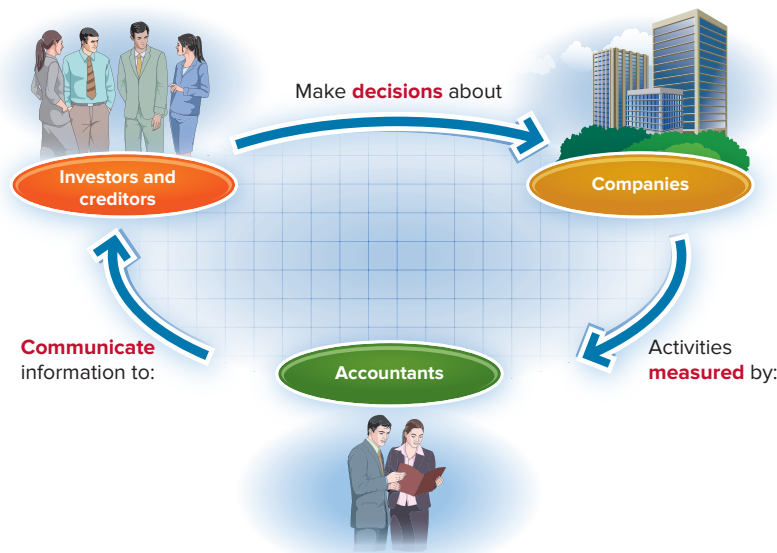 Make decisions about
Investors and
creditors
Companies
Communicate
information to:
Accountants
Activities
measured by: